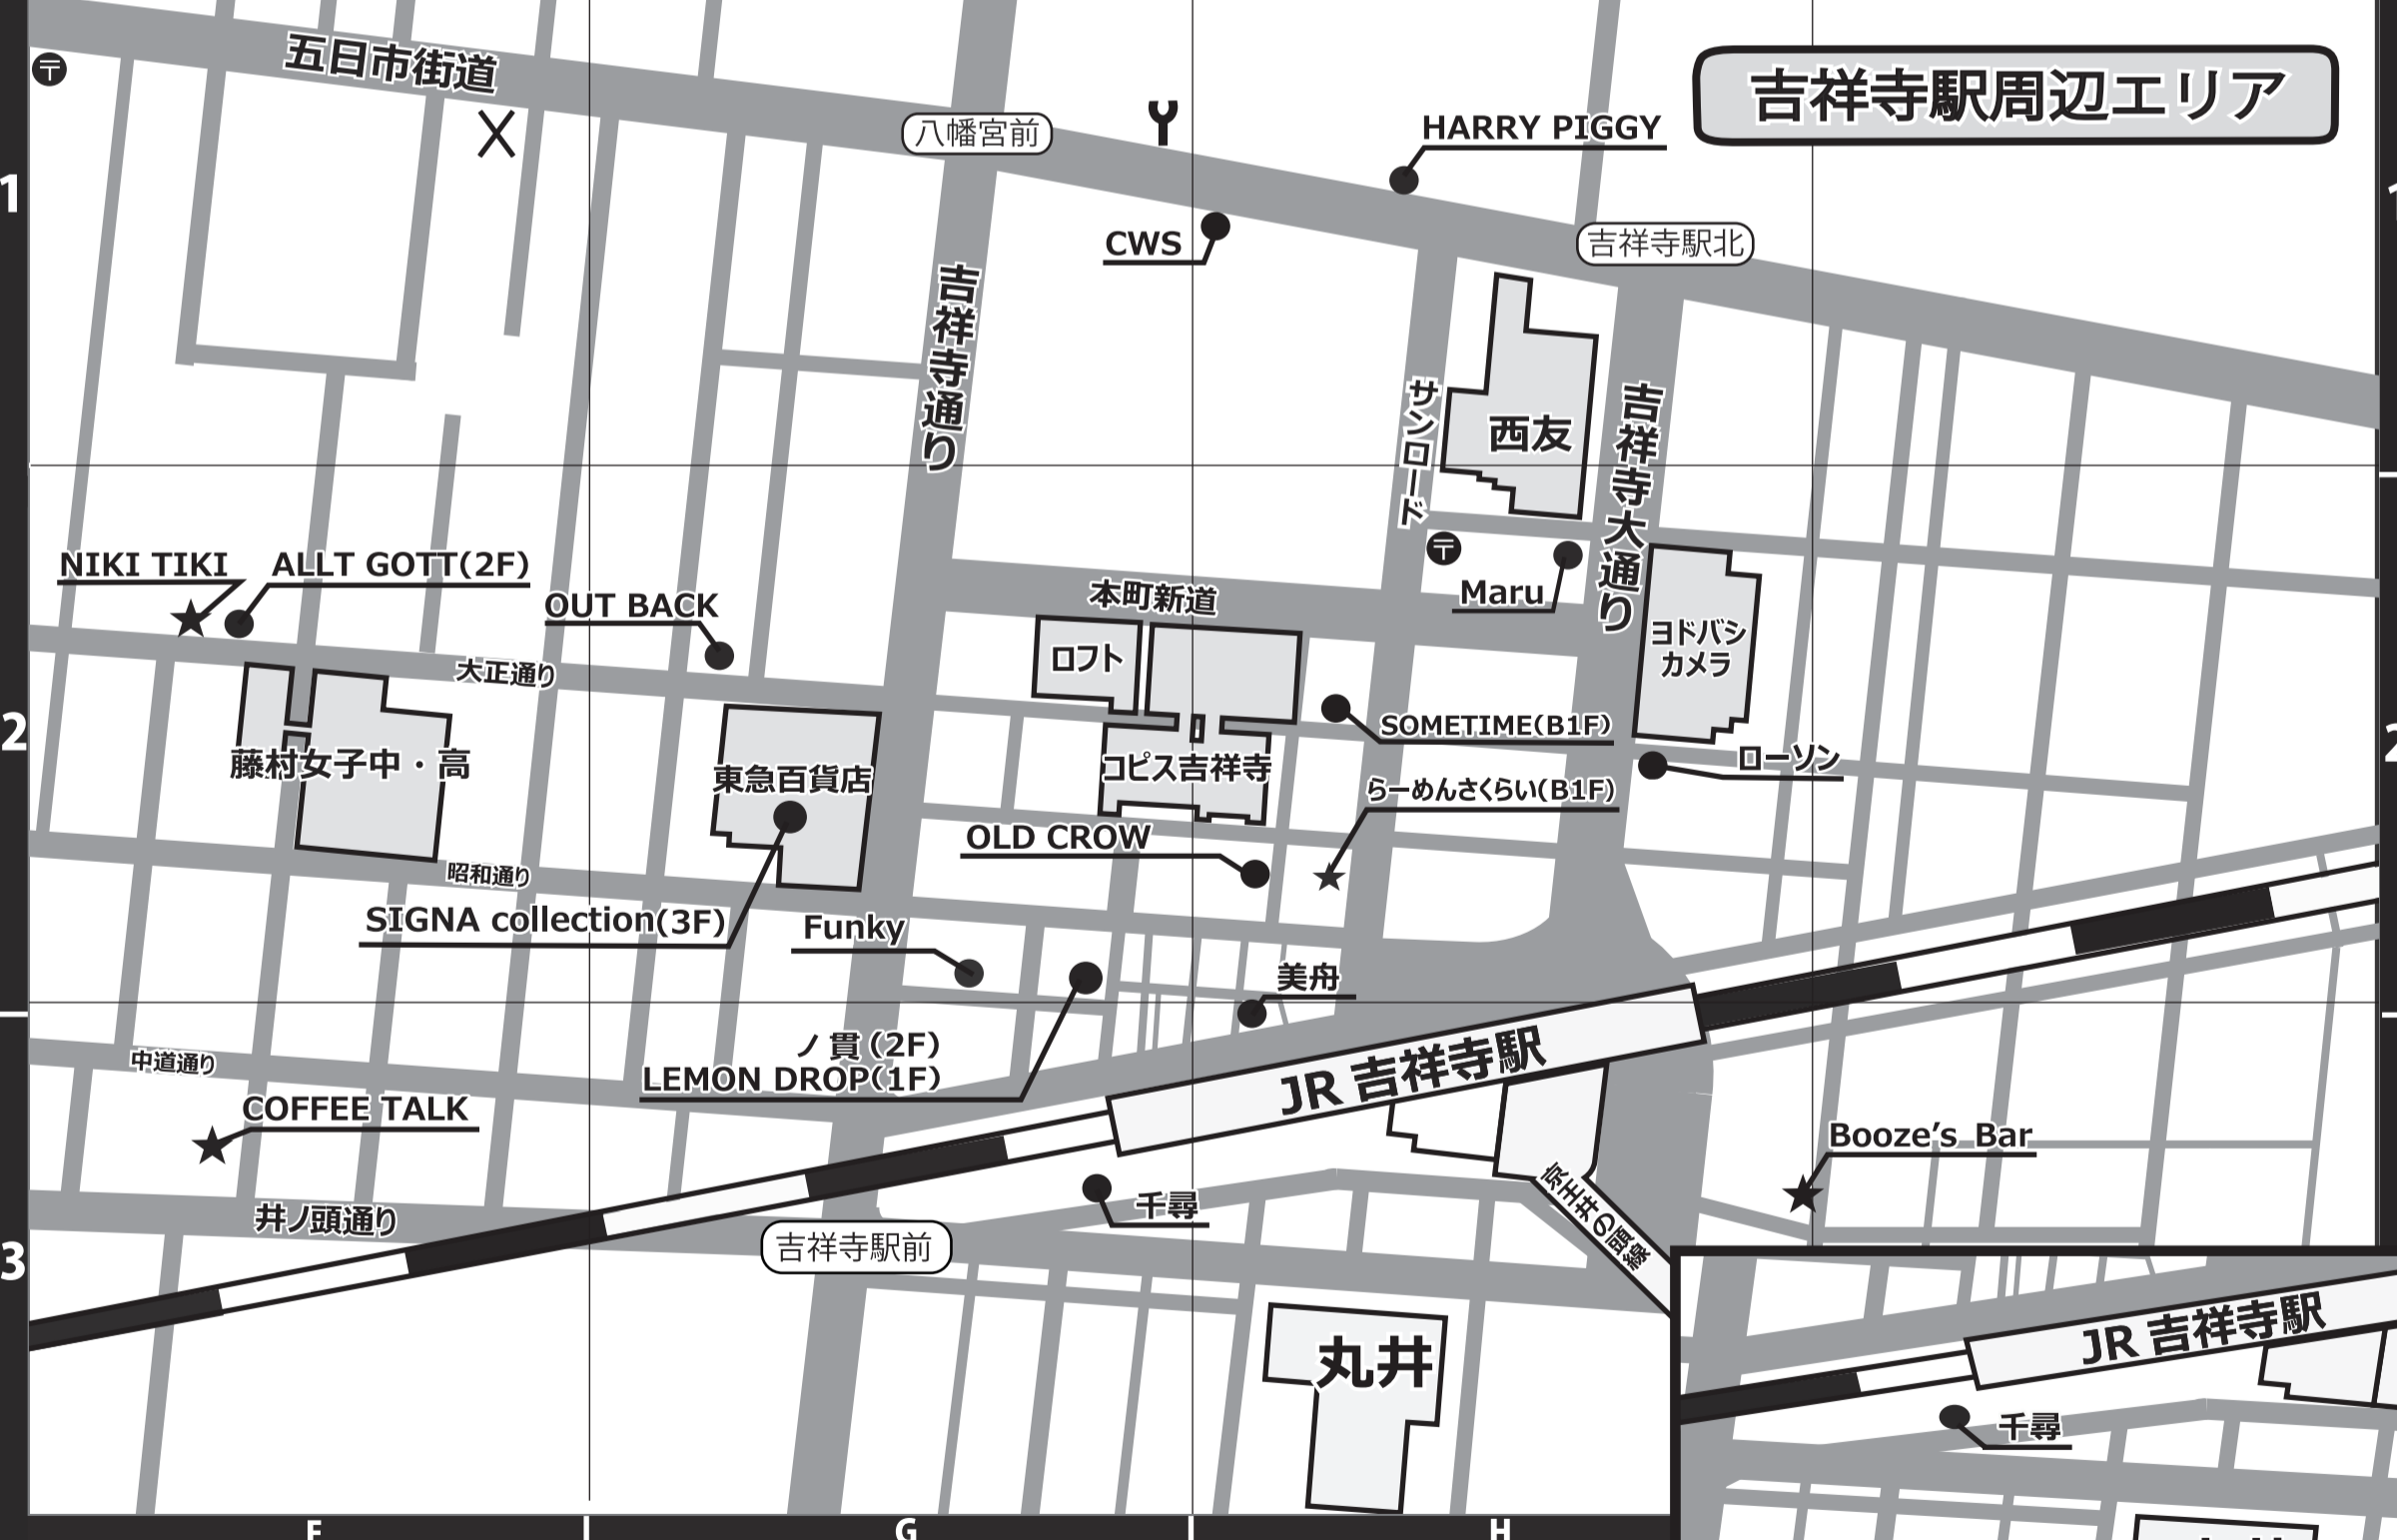 五日市街道
〒
八幡宮前
HARRY PIGGY
吉祥寺駅周辺エリア
1
1
CWS
吉祥寺駅北
吉祥寺通り
サンロード
西友
吉祥寺大通り
NIKI TIKI
ALLT GOTT(2F)
OUT BACK
〒
Maru
本町新道
ヨドバシ
カメラ
大正通り
ロフト
2
2
SOMETIME(B1F)
ローソン
藤村女子中・高
東急百貨店
コピス吉祥寺
らーめんさくらい(B1F)
OLD CROW
昭和通り
SIGNA collection(3F)
Funky
美舟
ノ貫(2F)
LEMON DROP(1F)
中道通り
JR 吉祥寺駅
COFFEE TALK
Booze's Bar
千尋
京王井の頭線
井ノ頭通り
吉祥寺駅前
3
丸井
JR 吉祥寺駅
千尋
F
G
H